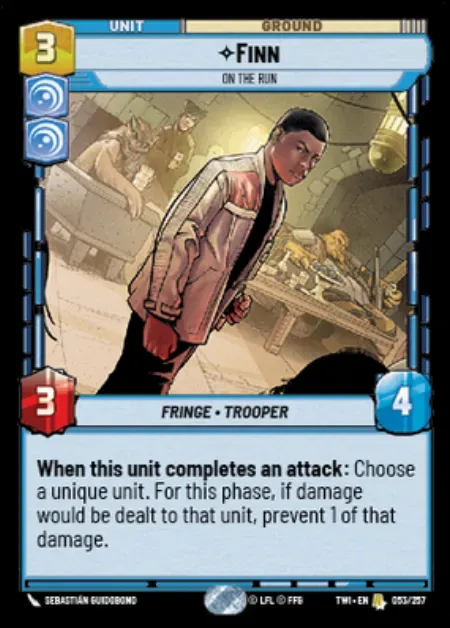 UNIT GROUND
3
✧FINN
ON THE RUN
3
FRINGE • TROOPER
4
When this unit completes an attack: Choose
a unique unit. For this phase, if damage
would be dealt to that unit, prevent 1 of that
damage.
SEBASTIÁN GUIDOBONO © LFL © FFG TWI • EN 053/257